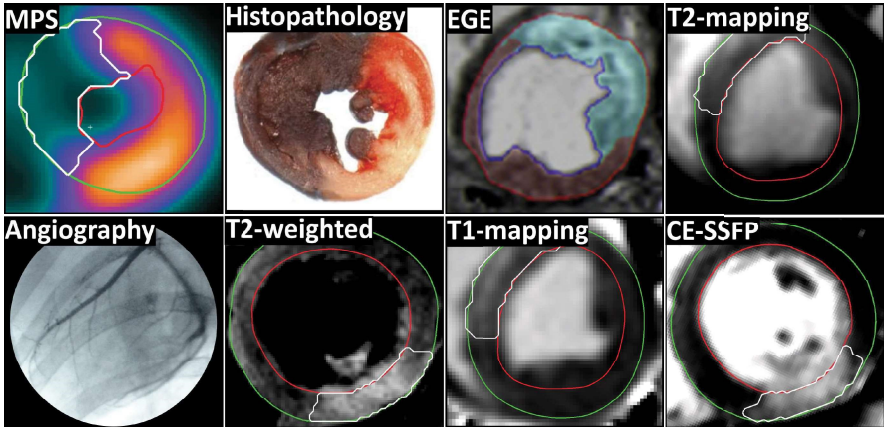 MPS
Histopathology
EGE
T2-mapping
Angiography
T2-weighted
T1-mapping
CE-SSFP